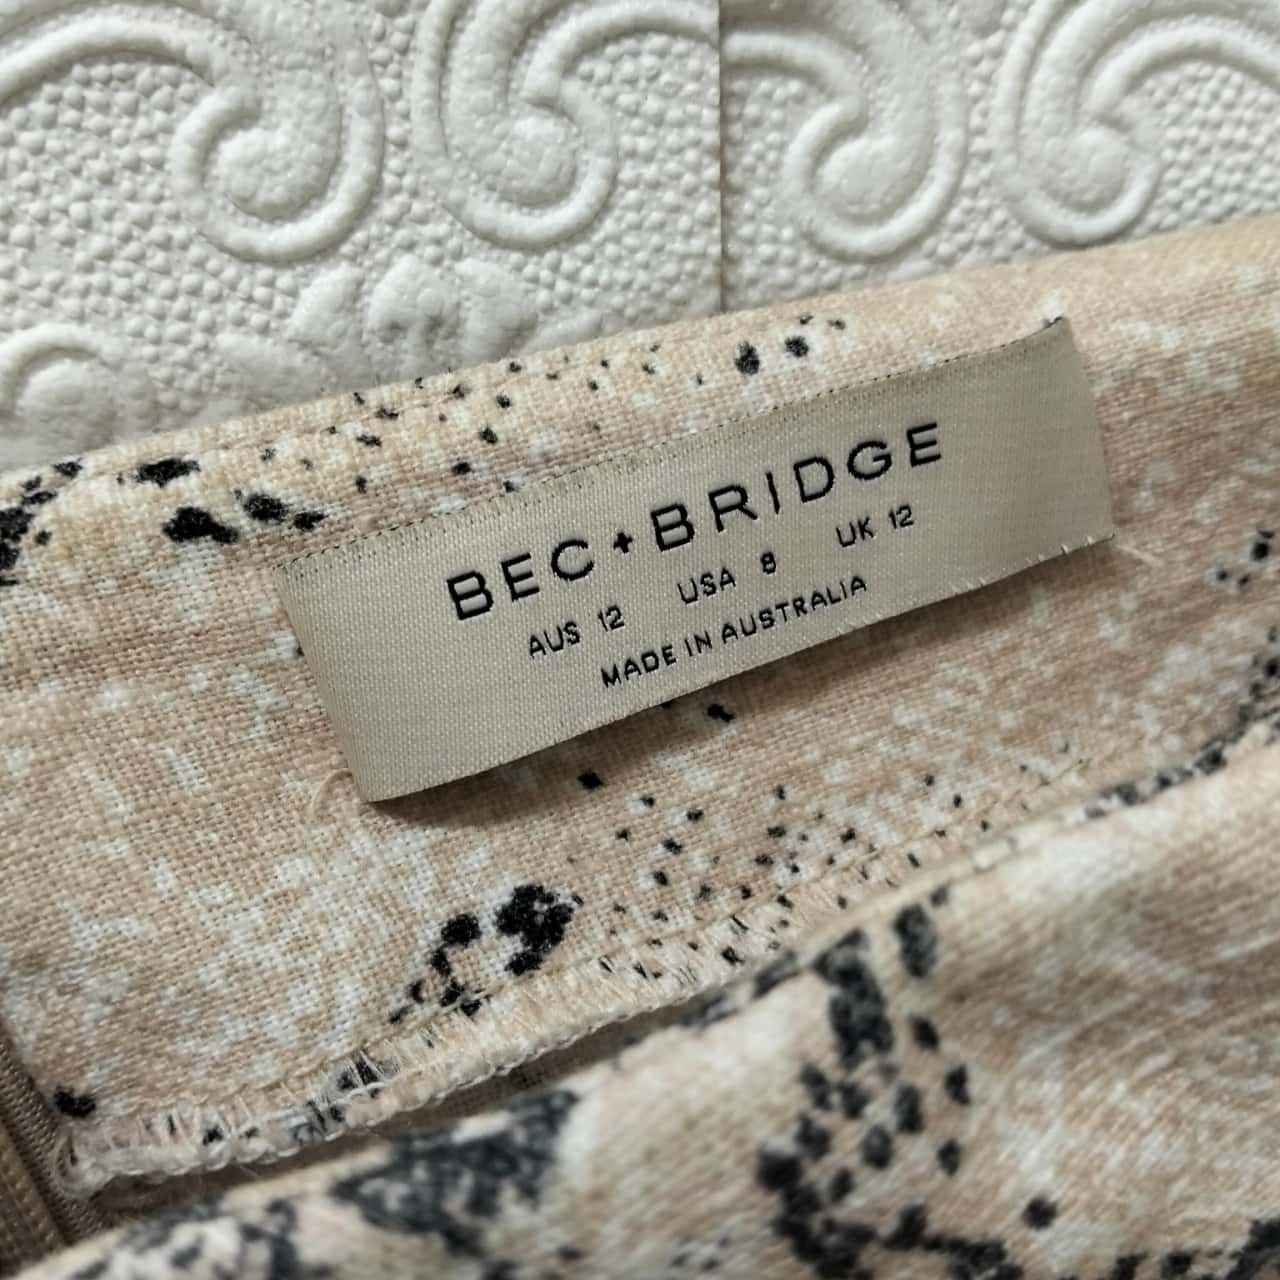 BEC+BRIDGE
AUS 12 USA 8 UK 12
MADE IN AUSTRALIA